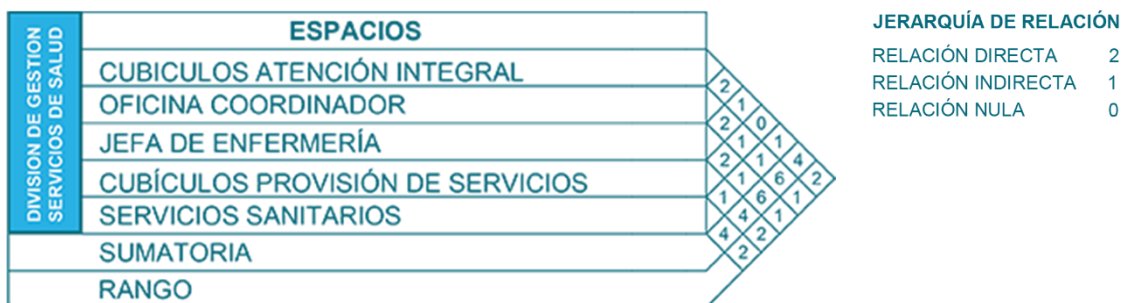 DIVISION DE GESTION
SERVICIOS DE SALUD
ESPACIOS
CUBICULOS ATENCIÓN INTEGRAL
OFICINA COORDINADOR
JEFA DE ENFERMERÍA
CUBÍCULOS PROVISIÓN DE SERVICIOS
SERVICIOS SANITARIOS
SUMATORIA
RANGO
2
1
2 0
1 1
2 1 4
1 6 2
1 6 1
4 1
4 2
2
JERARQUÍA DE RELACIÓN
RELACIÓN DIRECTA 2
RELACIÓN INDIRECTA 1
RELACIÓN NULA 0